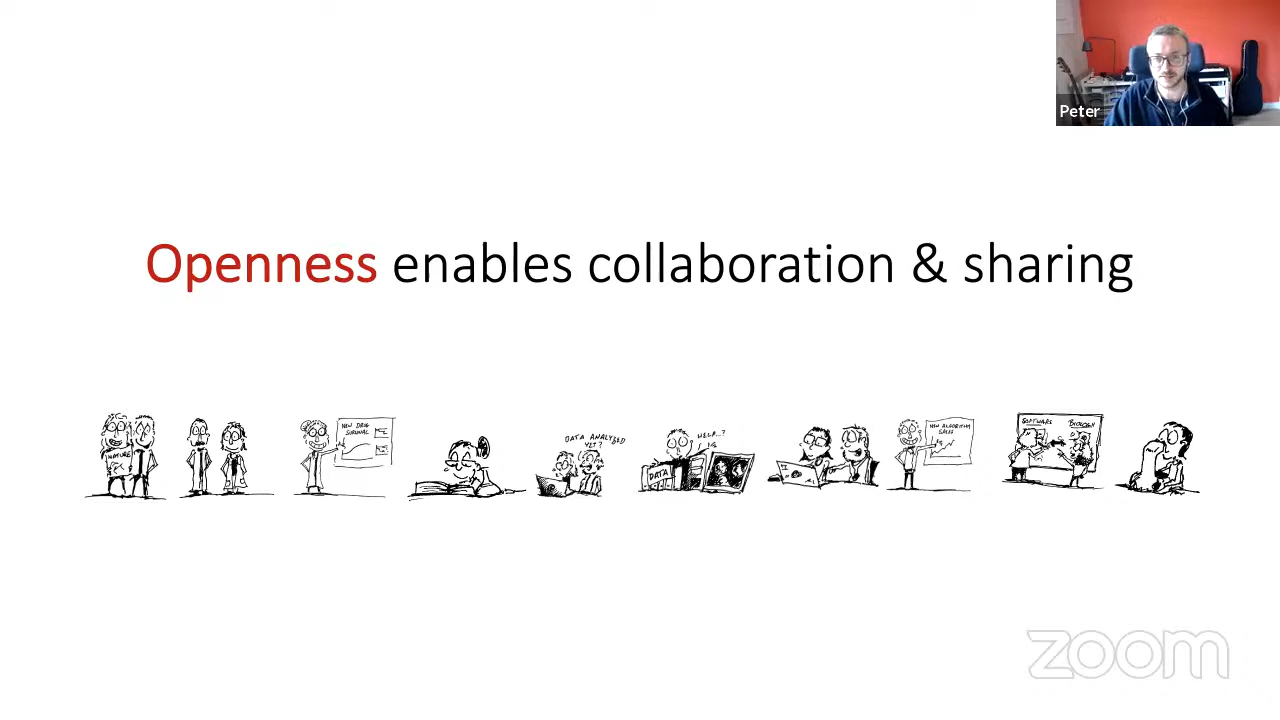 Peter
Openness enables collaboration & sharing
NATURE
NEW DRUG
SURVIVAL
DATA ANALYSED
YET?
DATA
HELP...?
NEW ALGORITHM
SALES
SOFTWARE
BIOLOGY
zoom